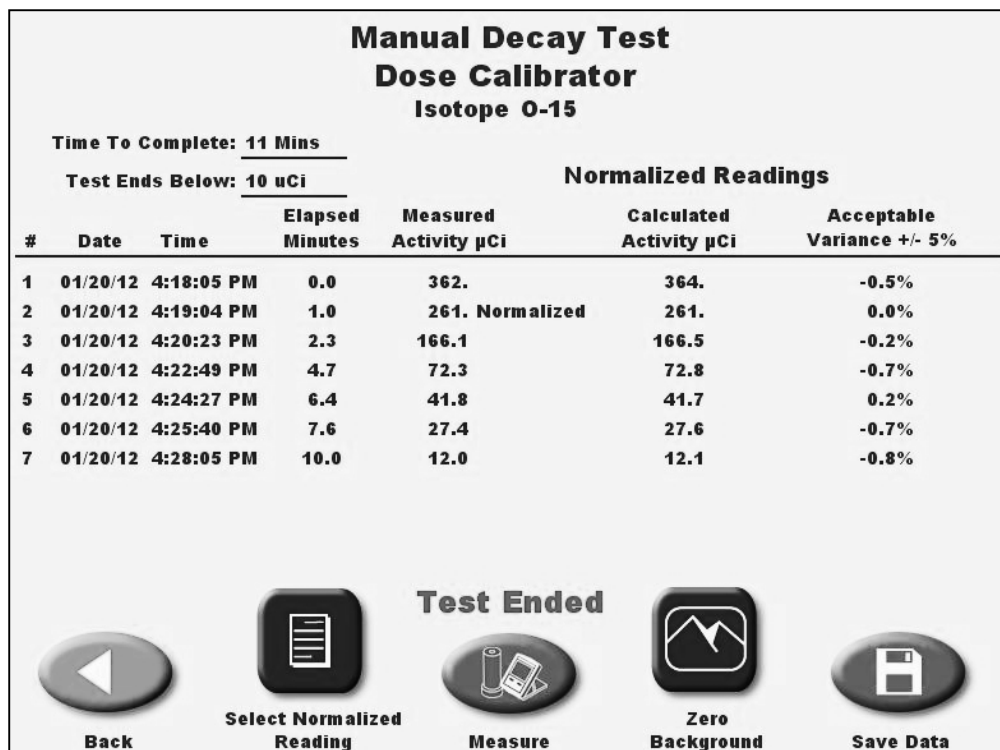 Manual Decay Test
Dose Calibrator
Isotope O-15
Time To Complete: 11 Mins
Test Ends Below: 10 uCi
Normalized Readings
# Date Time Elapsed Minutes Measured Activity µCi Calculated Activity µCi Acceptable Variance +/- 5%
1 01/20/12 4:18:05 PM 0.0 362. 364. -0.5%
2 01/20/12 4:19:04 PM 1.0 261. Normalized 261. 0.0%
3 01/20/12 4:20:23 PM 2.3 166.1 166.5 -0.2%
4 01/20/12 4:22:49 PM 4.7 72.3 72.8 -0.7%
5 01/20/12 4:24:27 PM 6.4 41.8 41.7 0.2%
6 01/20/12 4:25:40 PM 7.6 27.4 27.6 -0.7%
7 01/20/12 4:28:05 PM 10.0 12.0 12.1 -0.8%
Test Ended
Back
Select Normalized
Reading
Measure
Zero
Background
Save Data